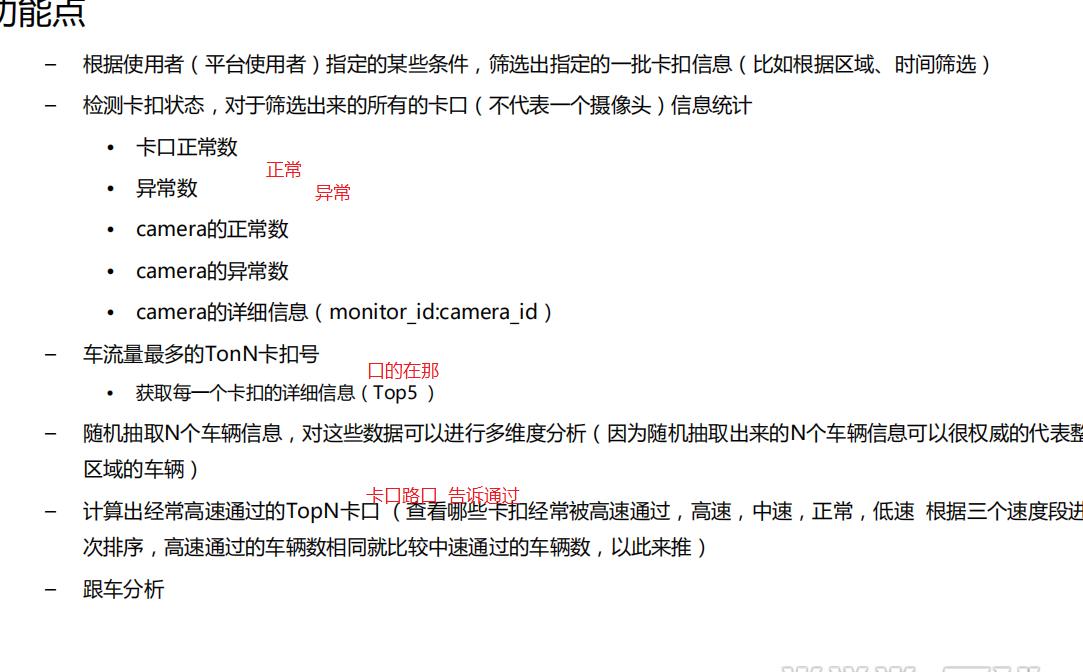 功能点
– 根据使用者（平台使用者）指定的某些条件，筛选出指定的一批卡扣信息（比如根据区域、时间筛选）
– 检测卡扣状态，对于筛选出来的所有的卡口（不代表一个摄像头）信息统计
• 卡口正常数
正常
• 异常数
异常
• camera的正常数
• camera的异常数
• camera的详细信息（monitor_id:camera_id）
– 车流量最多的TonN卡扣号
口的在那
• 获取每一个卡扣的详细信息（Top5 ）
– 随机抽取N个车辆信息，对这些数据可以进行多维度分析（因为随机抽取出来的N个车辆信息可以很权威的代表整
区域的车辆）
卡口路口 告诉通过
– 计算出经常高速通过的TopN卡口 （查看哪些卡扣经常被高速通过，高速，中速，正常，低速 根据三个速度段进
次排序，高速通过的车辆数相同就比较中速通过的车辆数，以此来推）
– 跟车分析